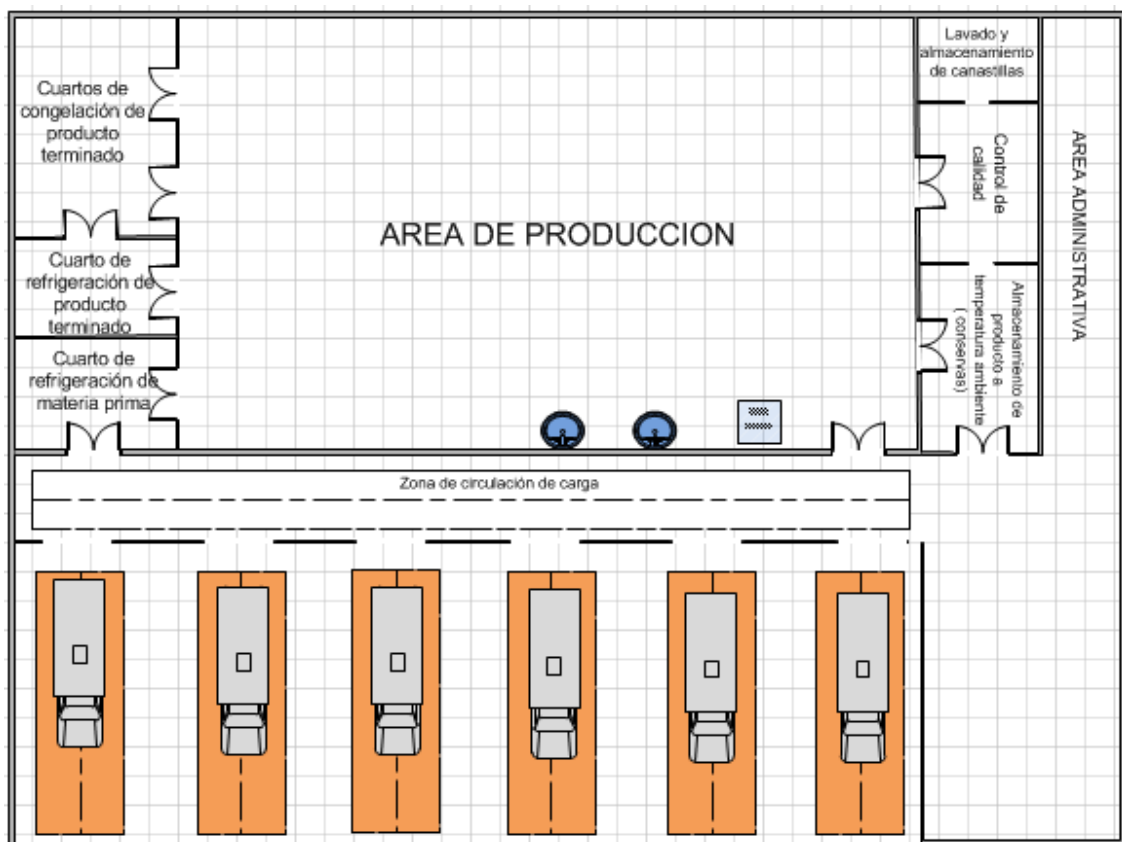 Cuartos de
congelación de
producto
terminado
Cuarto de
refrigeración de
producto
terminado
Cuarto de
refrigeración de
materia prima
AREA DE PRODUCCION
Lavado y
almacenamiento
de canastillas
Control de
calidad
Almacenamiento de
producto a
temperatura ambiente
( conservas)
AREA ADMINISTRATIVA
Zona de circulación de carga